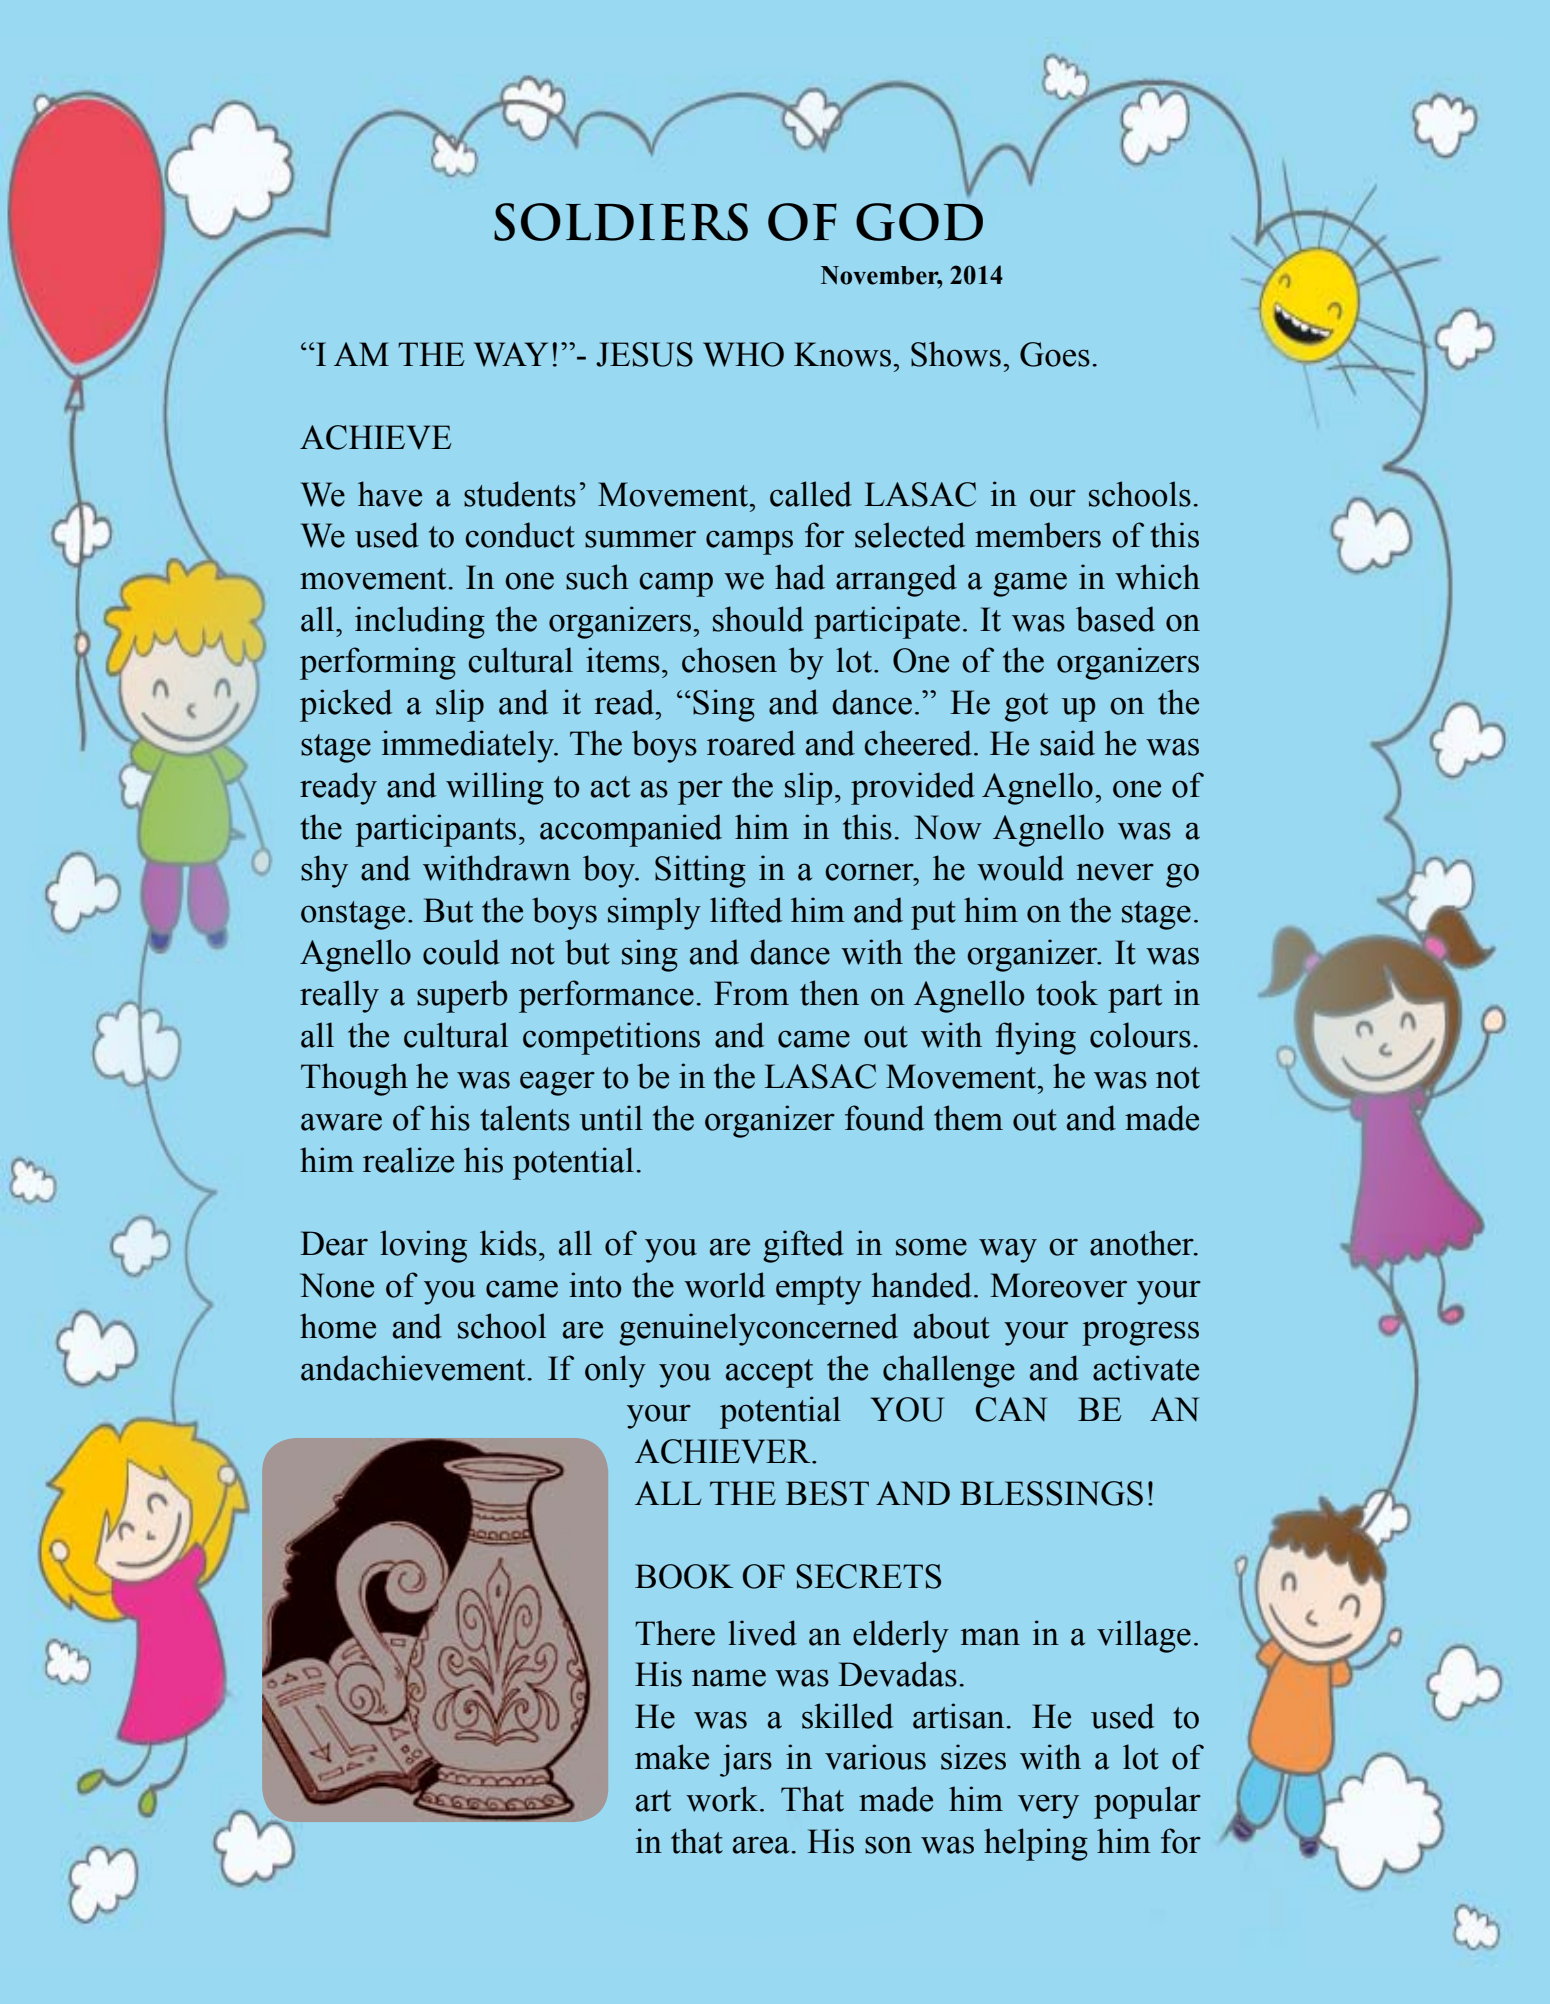 SOLDIERS OF GOD
November, 2014
“I AM THE WAY!”- JESUS WHO Knows, Shows, Goes.
ACHIEVE
We have a students’ Movement, called LASAC in our schools.
We used to conduct summer camps for selected members of this
movement. In one such camp we had arranged a game in which
all, including the organizers, should participate. It was based on
performing cultural items, chosen by lot. One of the organizers
picked a slip and it read, “Sing and dance.” He got up on the
stage immediately. The boys roared and cheered. He said he was
ready and willing to act as per the slip, provided Agnello, one of
the participants, accompanied him in this. Now Agnello was a
shy and withdrawn boy. Sitting in a corner, he would never go
onstage. But the boys simply lifted him and put him on the stage.
Agnello could not but sing and dance with the organizer. It was
really a superb performance. From then on Agnello took part in
all the cultural competitions and came out with flying colours.
Though he was eager to be in the LASAC Movement, he was not
aware of his talents until the organizer found them out and made
him realize his potential.
Dear loving kids, all of you are gifted in some way or another.
None of you came into the world empty handed. Moreover your
home and school are genuinelyconcerned about your progress
andachievement. If only you accept the challenge and activate
your potential YOU CAN BE AN
ACHIEVER.
ALL THE BEST AND BLESSINGS!
BOOK OF SECRETS
There lived an elderly man in a village.
His name was Devadas.
He was a skilled artisan. He used to
make jars in various sizes with a lot of
art work. That made him very popular
in that area. His son was helping him for